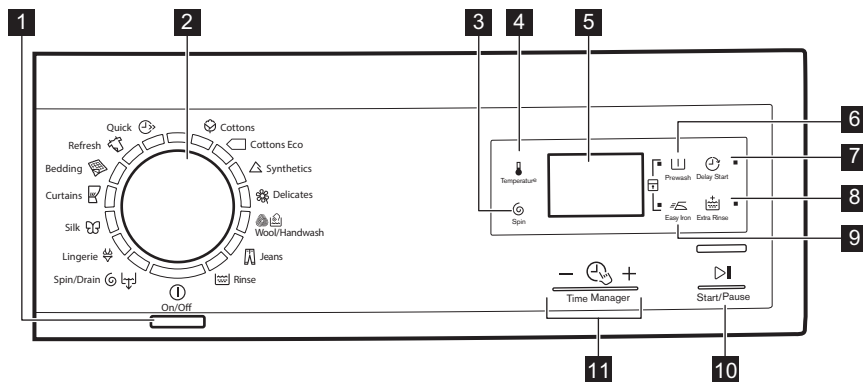 1
2
3
4
5
6
7
8
9
10
11
Quick
Refresh
Bedding
Curtains
Silk
Lingerie
Spin/Drain
On/Off
Cottons
Cottons Eco
Synthetics
Delicates
Wool/Handwash
Jeans
Rinse
Temperature
Spin
Prewash
Delay Start
Easy Iron
Extra Rinse
− +
Time Manager
Start/Pause